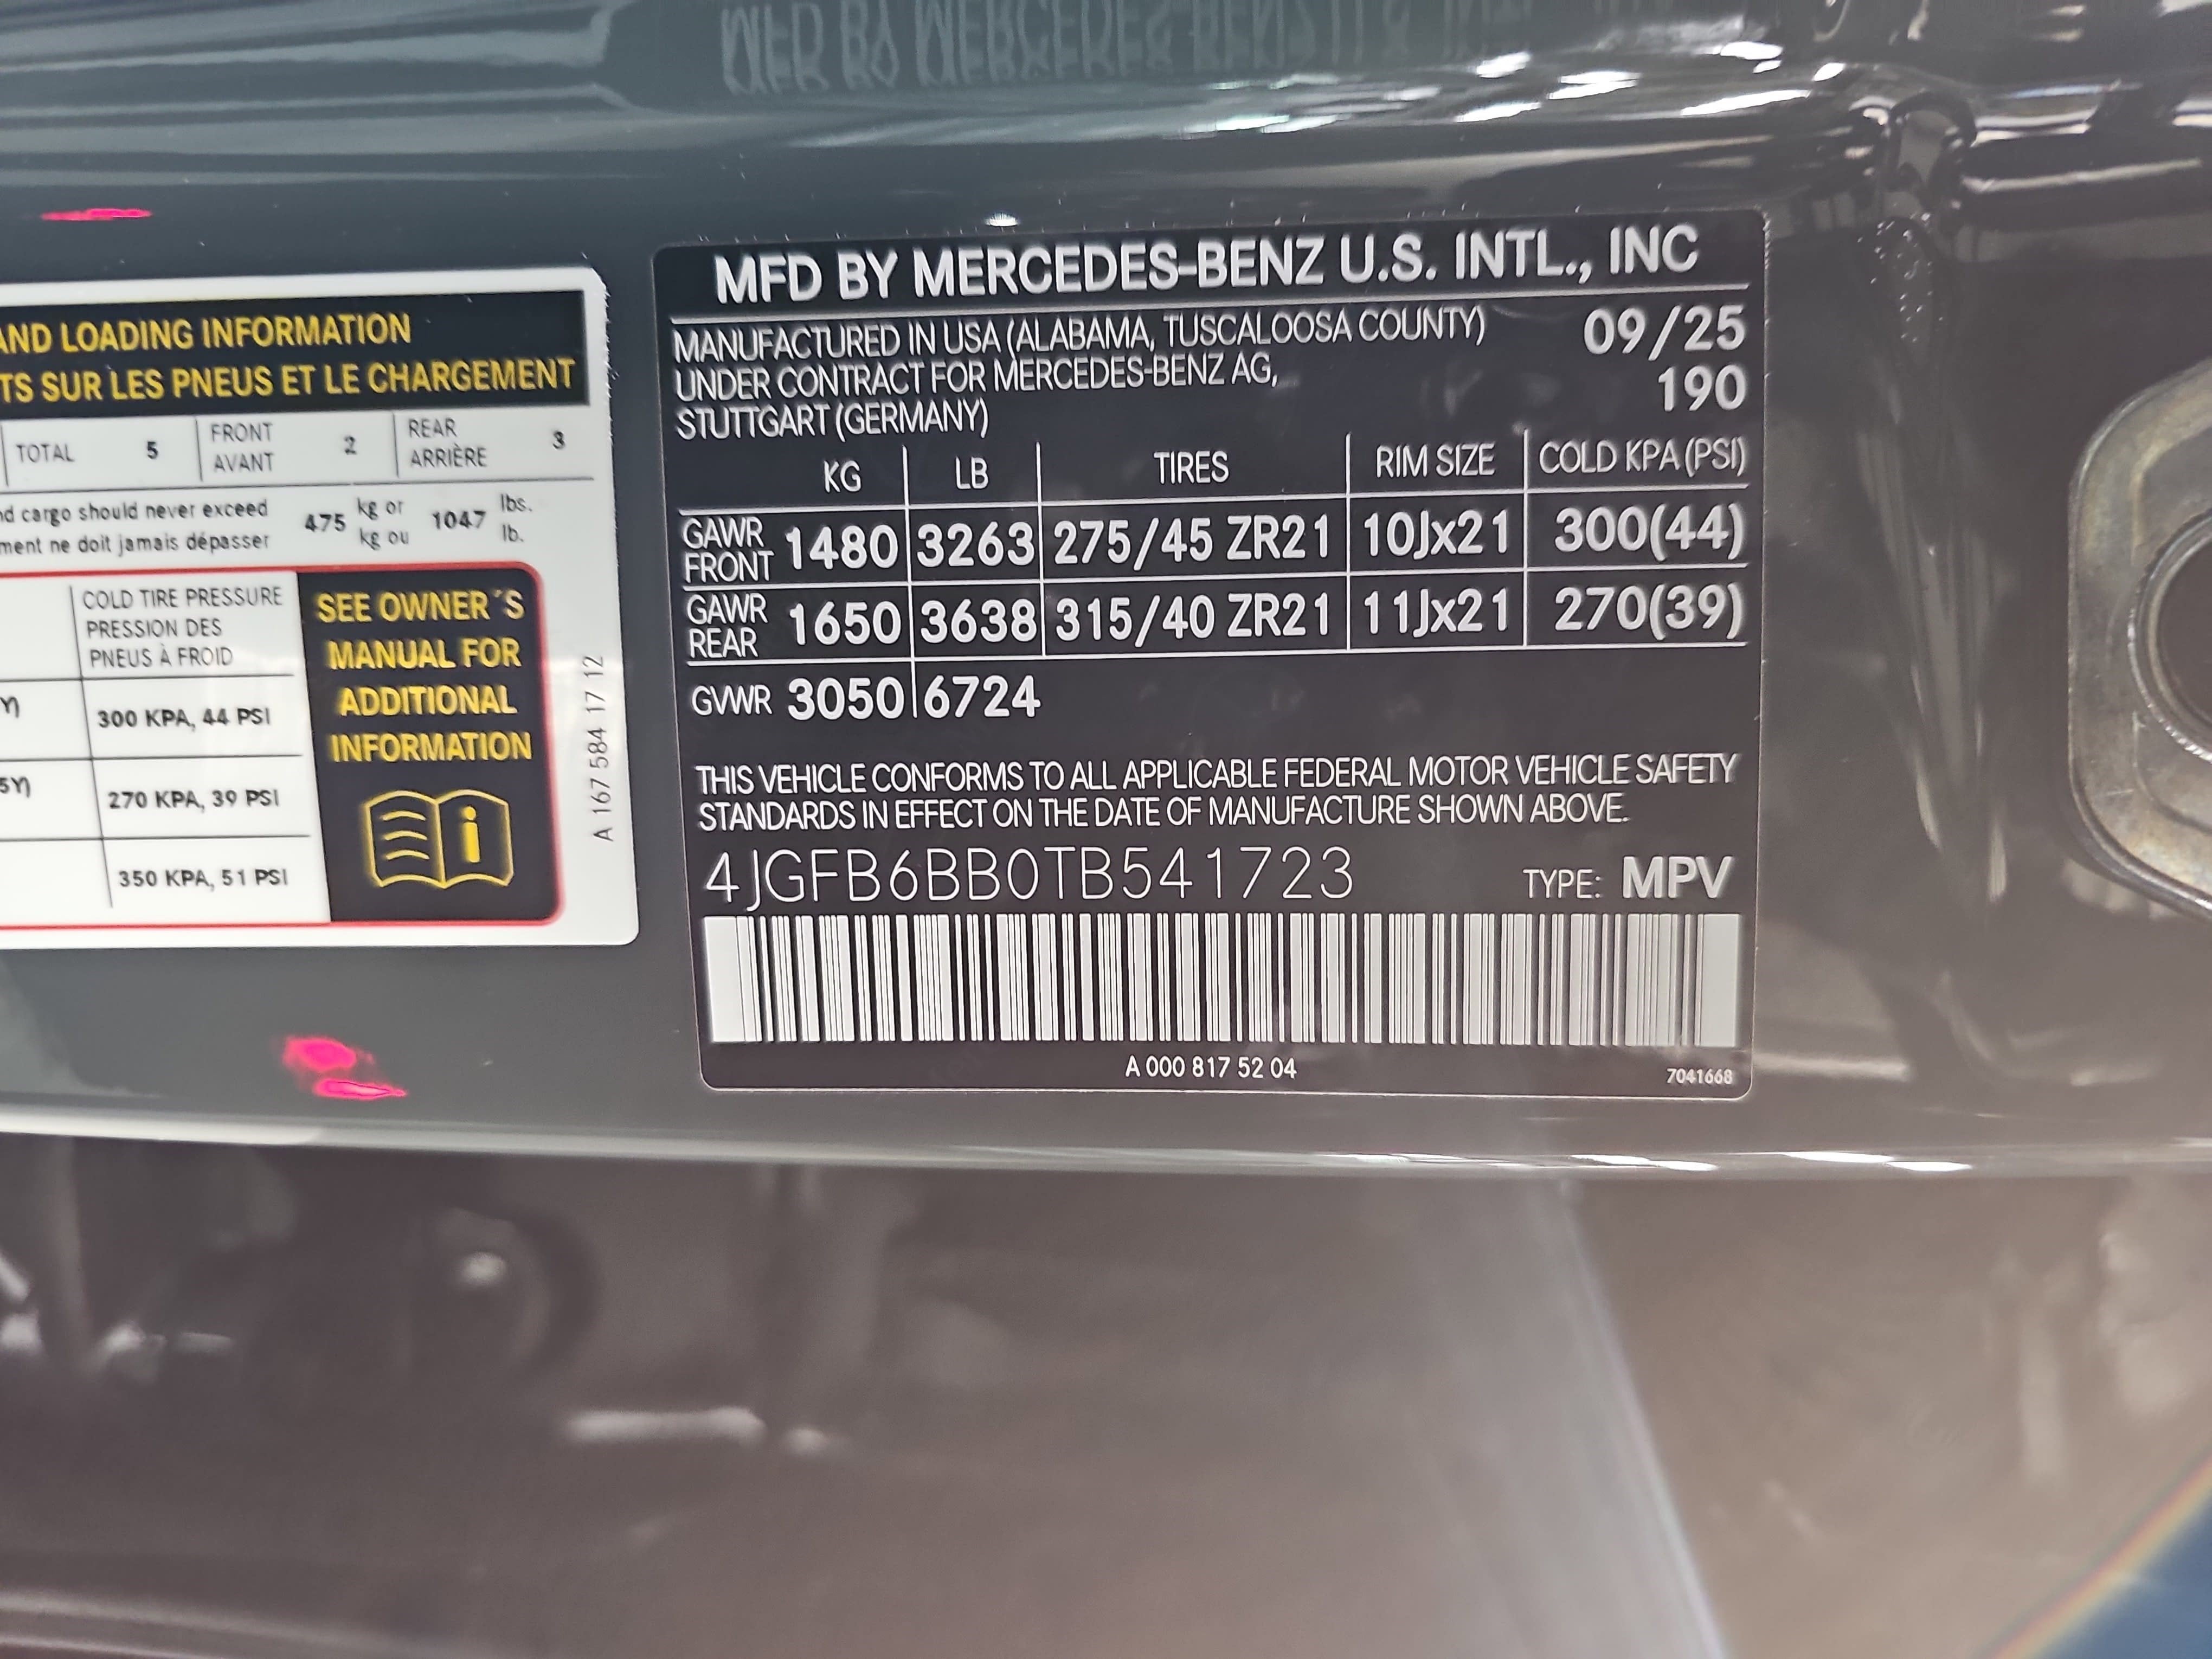 AND LOADING INFORMATION
TS SUR LES PNEUS ET LE CHARGEMENT
TOTAL 5 FRONT AVANT 2 REAR ARRIÈRE 3
cargo should never exceed 475 kg or 1047 lbs.
ne doit jamais dépasser kg ou lb.
COLD TIRE PRESSURE
PRESSION DES
PNEUS À FROID
300 KPA, 44 PSI
270 KPA, 39 PSI
350 KPA, 51 PSI
SEE OWNER´S
MANUAL FOR
ADDITIONAL
INFORMATION
i
A 167 584 17 12
MFD BY MERCEDES-BENZ U.S. INTL., INC
MANUFACTURED IN USA (ALABAMA, TUSCALOOSA COUNTY) 09/25
UNDER CONTRACT FOR MERCEDES-BENZ AG, 190
STUTTGART (GERMANY)
KG LB TIRES RIM SIZE COLD KPA (PSI)
GAWR FRONT 1480 3263 275/45 ZR21 10Jx21 300(44)
GAWR REAR 1650 3638 315/40 ZR21 11Jx21 270(39)
GVWR 3050 6724
THIS VEHICLE CONFORMS TO ALL APPLICABLE FEDERAL MOTOR VEHICLE SAFETY
STANDARDS IN EFFECT ON THE DATE OF MANUFACTURE SHOWN ABOVE.
4JGFB6BB0TB541723 TYPE: MPV
A 000 817 52 04
7041668